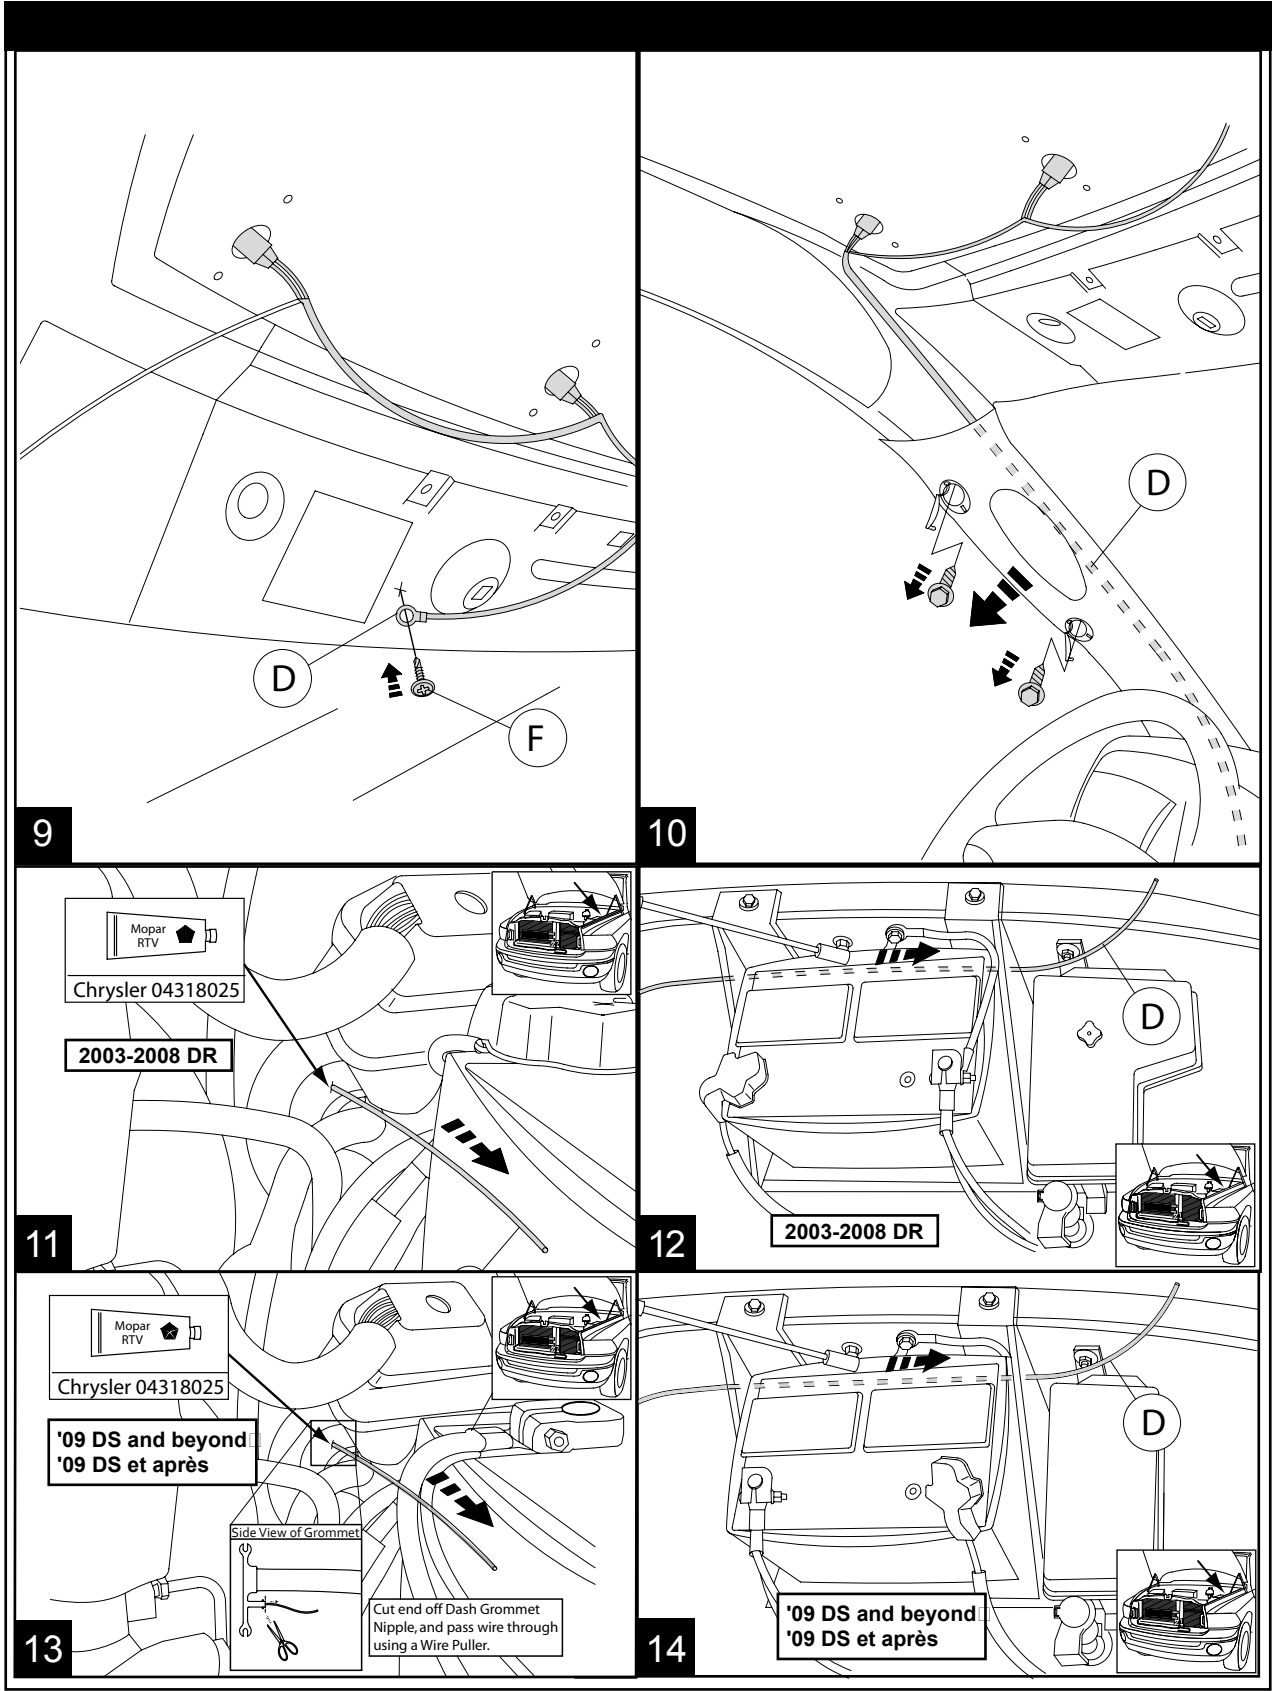 D
F
9
D
10
Mopar
RTV
Chrysler 04318025
2003-2008 DR
11
D
2003-2008 DR
12
Mopar
RTV
Chrysler 04318025
'09 DS and beyond
'09 DS et après
Side View of Grommet
Cut end off Dash Grommet
Nipple, and pass wire through
using a Wire Puller.
13
D
'09 DS and beyond
'09 DS et après
14